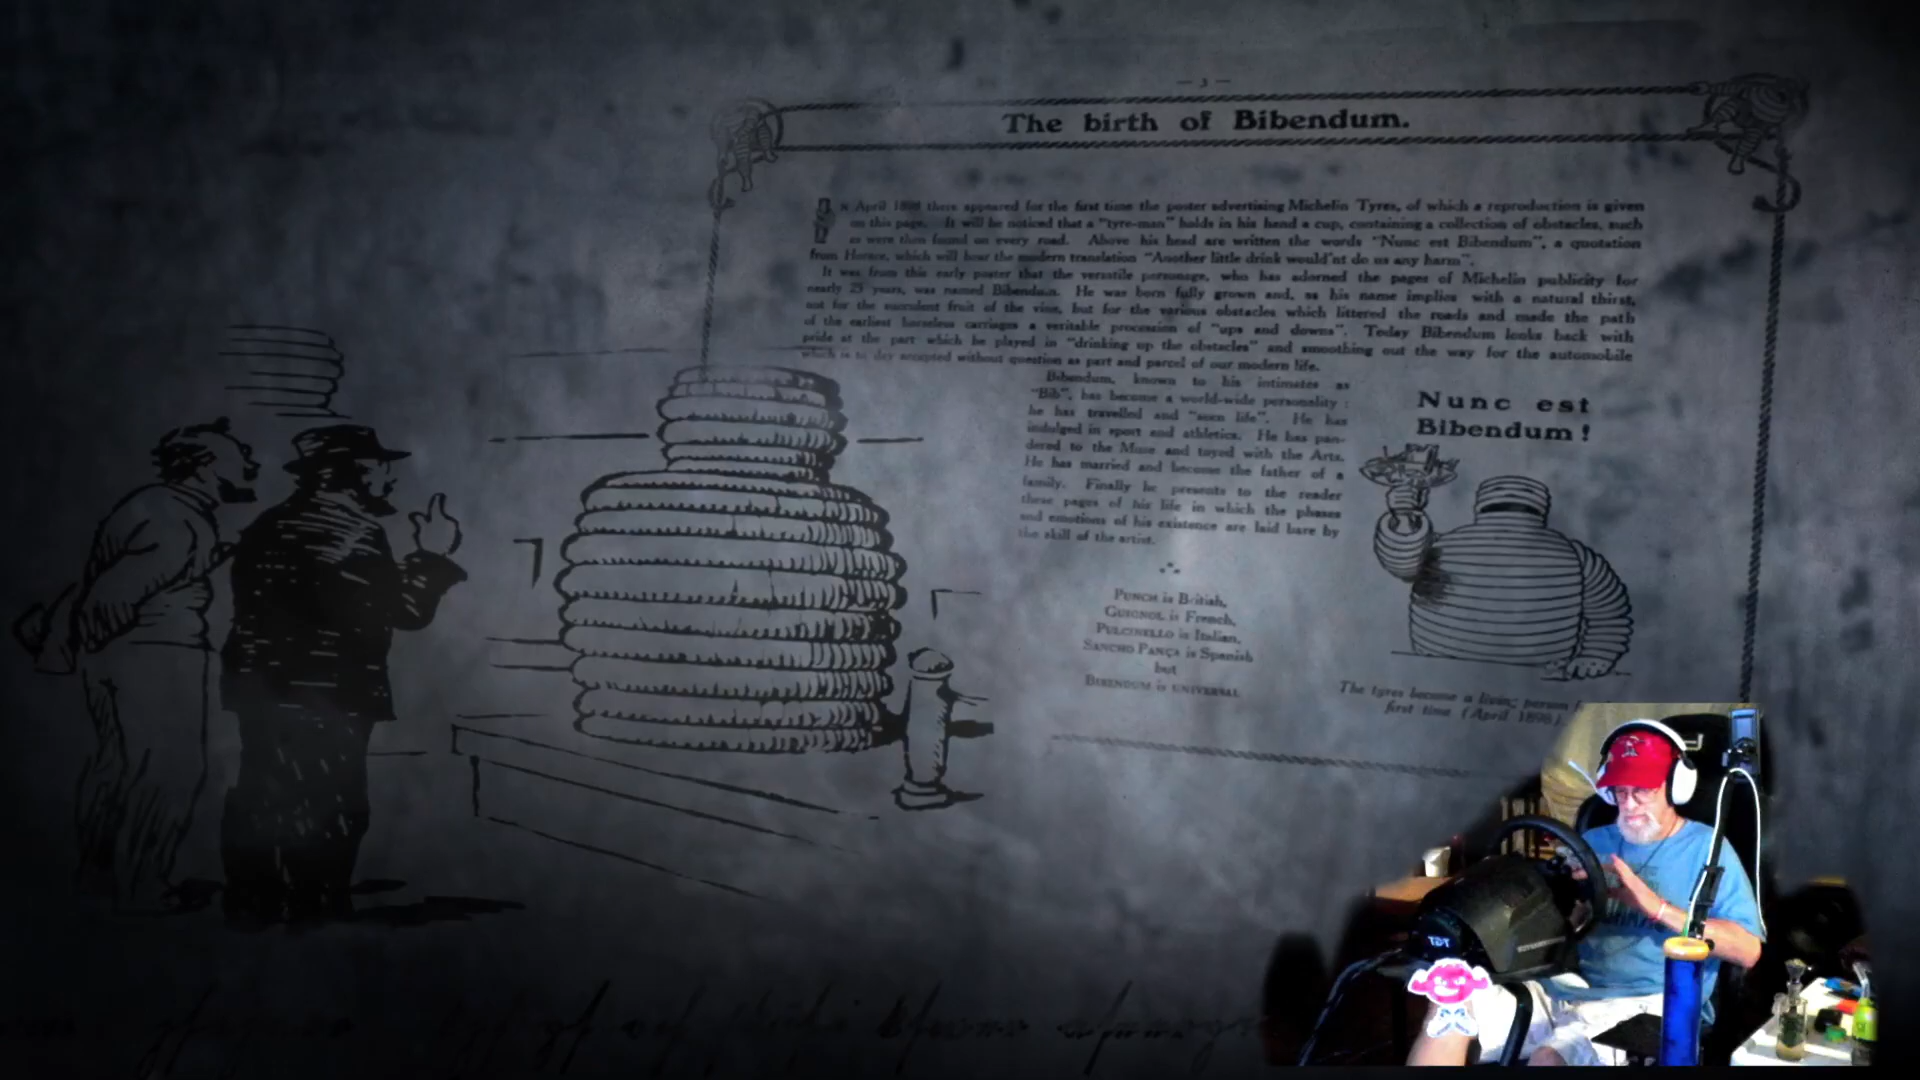 — 3 —
The birth of Bibendum.
In April 1898 there appeared for the first time the poster advertising Michelin Tyres, of which a reproduction is given
on this page. It will be noticed that a "tyre-man" holds in his hand a cup, containing a collection of obstacles, such
as were then found on every road. Above his head are written the words "Nunc est Bibendum", a quotation
from Horace, which will bear the modern translation "Another little drink would'nt do us any harm".
It was from this early poster that the versatile personage, who has adorned the pages of Michelin publicity for
nearly 25 years, was named Bibendum. He was born fully grown and, as his name implies with a natural thirst,
not for the succulent fruit of the vine, but for the various obstacles which littered the roads and made the path
of the earliest horseless carriages a veritable procession of "ups and downs". Today Bibendum looks back with
pride at the part which he played in "drinking up the obstacles" and smoothing out the way for the automobile
which is to day accepted without question as part and parcel of our modern life.
Bibendum, known to his intimates as
"Bib", has become a world-wide personality :
he has travelled and "seen life". He has
indulged in sport and athletics. He has pan-
dered to the Muse and toyed with the Arts.
He has married and become the father of a
family. Finally he presents to the reader
these pages of his life in which the phases
and emotions of his existence are laid bare by
the skill of the artist.
Nunc est
Bibendum!
PUNCH is British,
GUIGNOL is French,
PULCINELLO is Italian,
SANCHO PANÇA is Spanish
but
BIBENDUM is UNIVERSAL
The tyres become a living person
first time (April 1898)
TDT